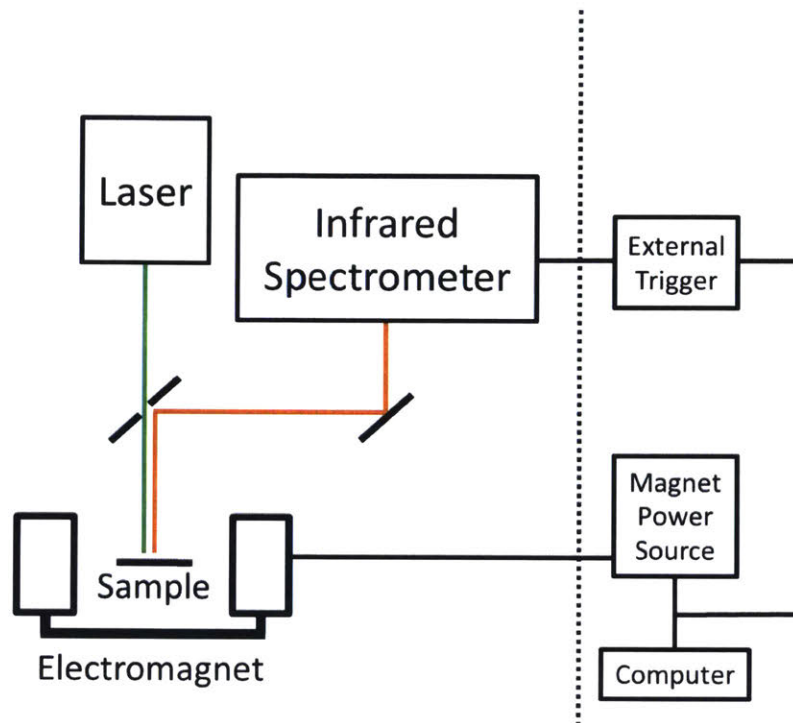 Laser
Infrared
Spectrometer
External
Trigger
Magnet
Power
Source
Sample
Electromagnet
Computer